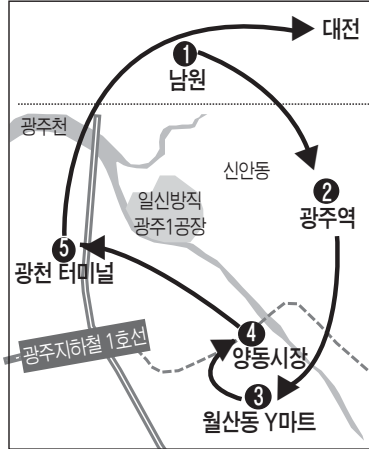 대전
❶
남원
광주천
신안동
일신방직
광주1공장
❷
광주역
❺
광천 터미널
❹
양동시장
광주지하철 1호선
❸
월산동 Y마트